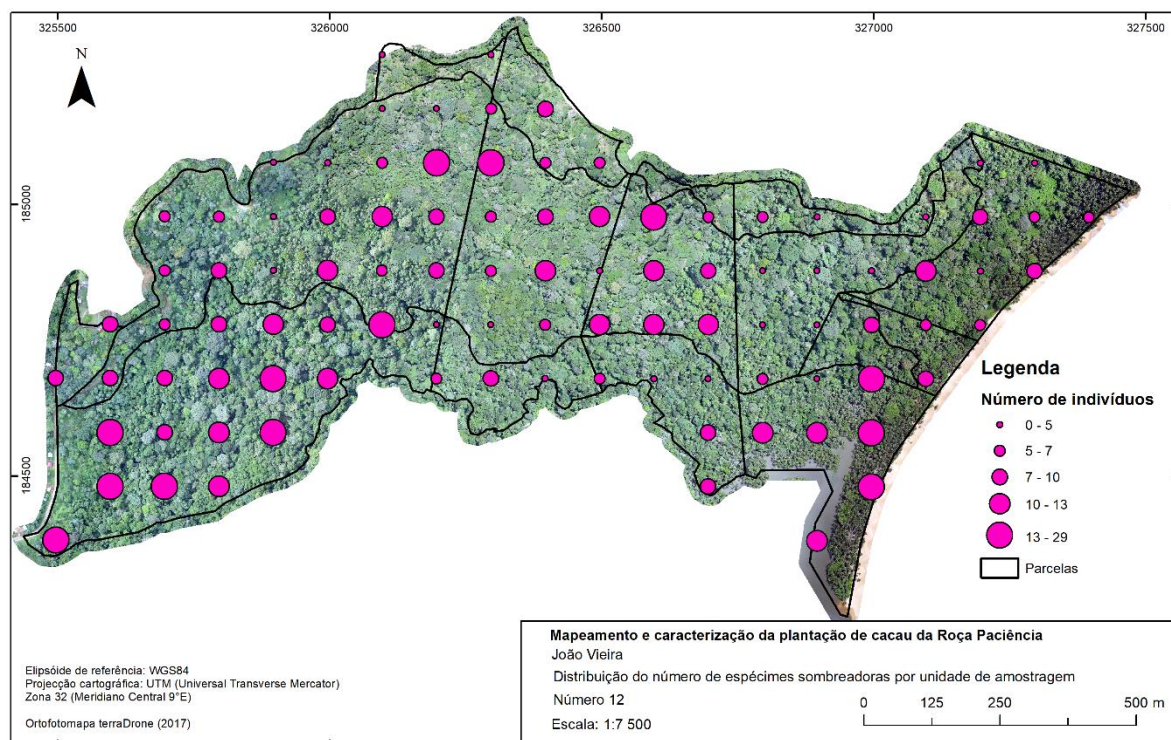 325500 326000 326500 327000 327500
N
185000
184500
Legenda
Número de indivíduos
0 - 5
5 - 7
7 - 10
10 - 13
13 - 29
Parcelas
Elipsóide de referência: WGS84
Projecção cartográfica: UTM (Universal Transverse Mercator)
Zona 32 (Meridiano Central 9°E)
Ortofotomapa terraDrone (2017)
Mapeamento e caracterização da plantação de cacau da Roça Paciência
João Vieira
Distribuição do número de espécimes sombreadoras por unidade de amostragem
Número 12
Escala: 1:7 500
0 125 250 500 m